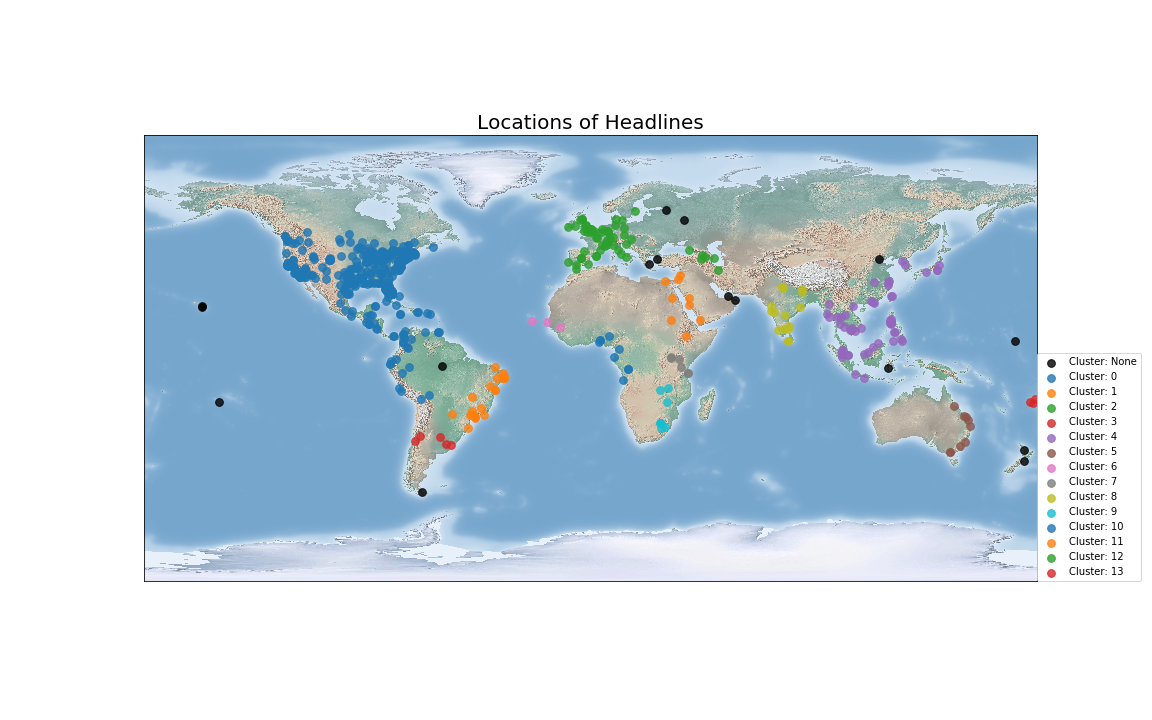 Locations of Headlines
Cluster: None
Cluster: 0
Cluster: 1
Cluster: 2
Cluster: 3
Cluster: 4
Cluster: 5
Cluster: 6
Cluster: 7
Cluster: 8
Cluster: 9
Cluster: 10
Cluster: 11
Cluster: 12
Cluster: 13